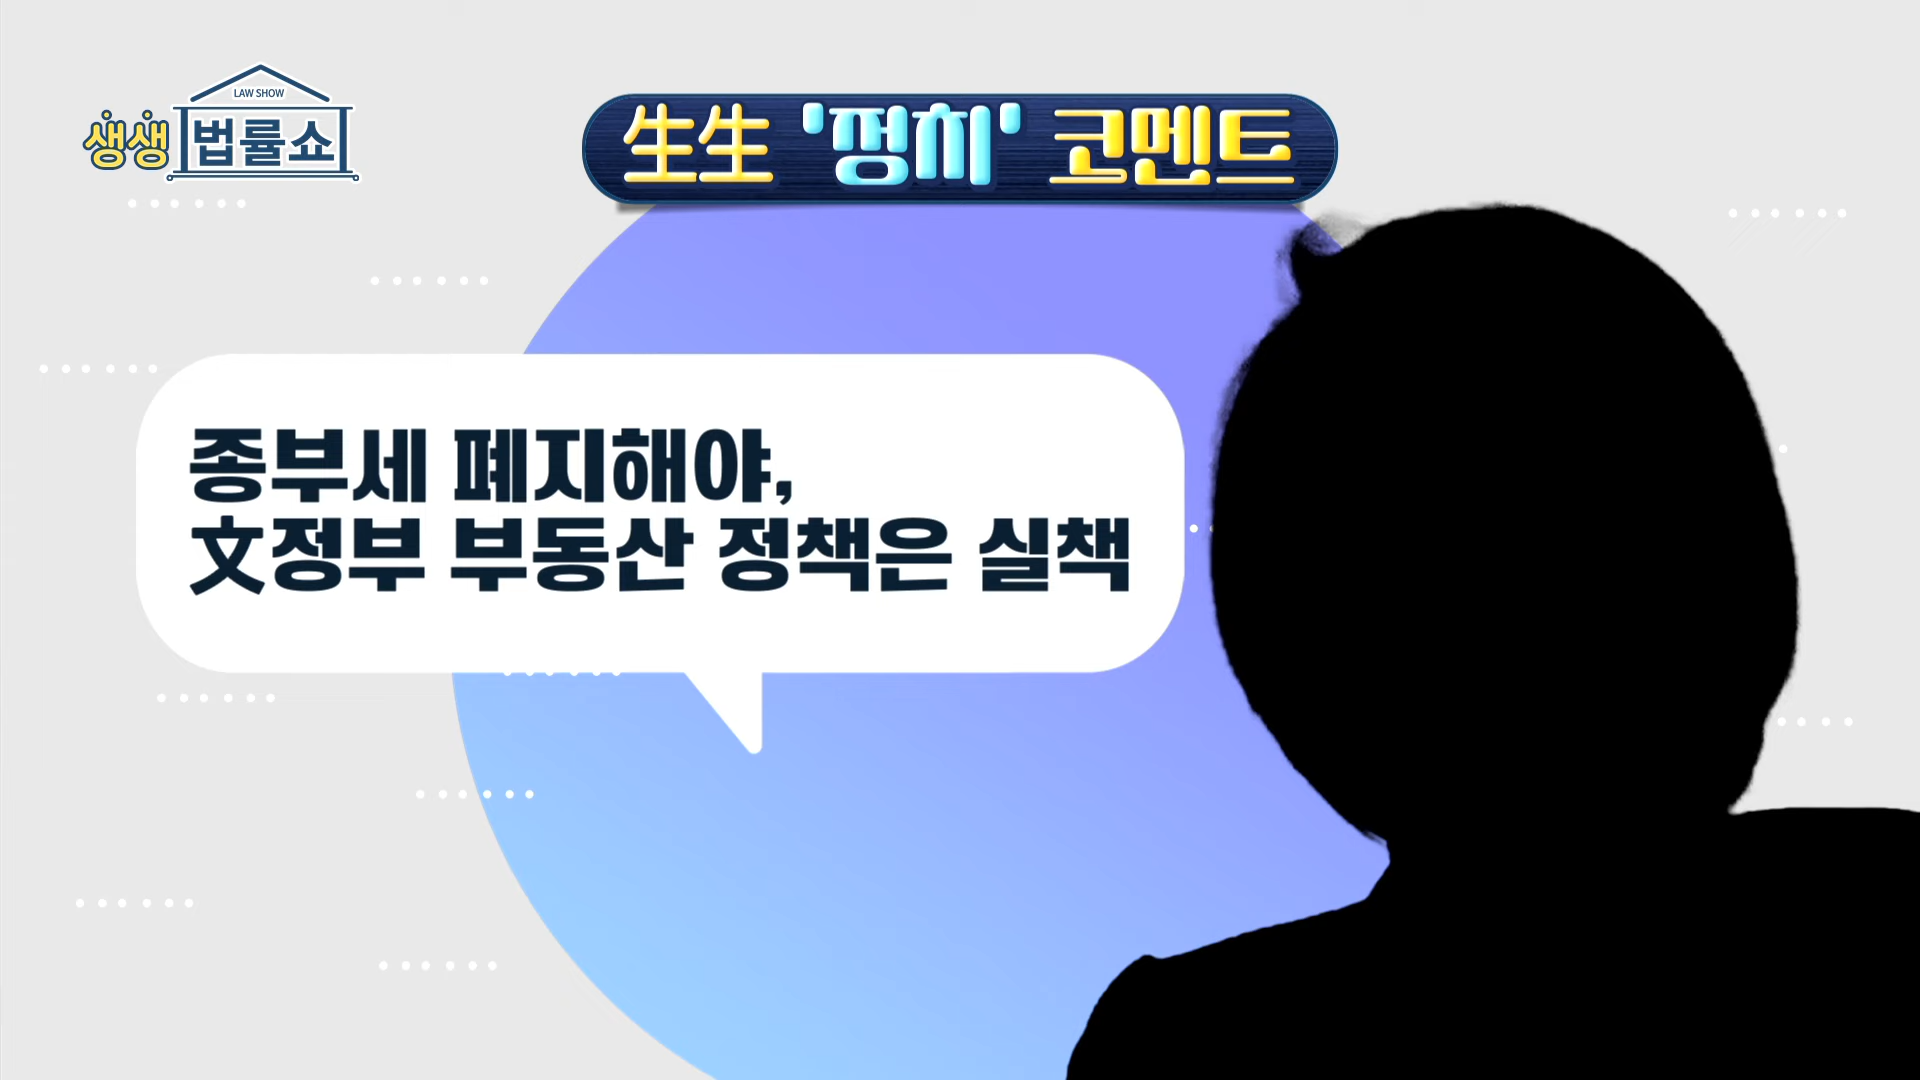 LAW SHOW
생생 법률쇼
生生 '정치' 코멘트
종부세 폐지해야,
文정부 부동산 정책은 실책